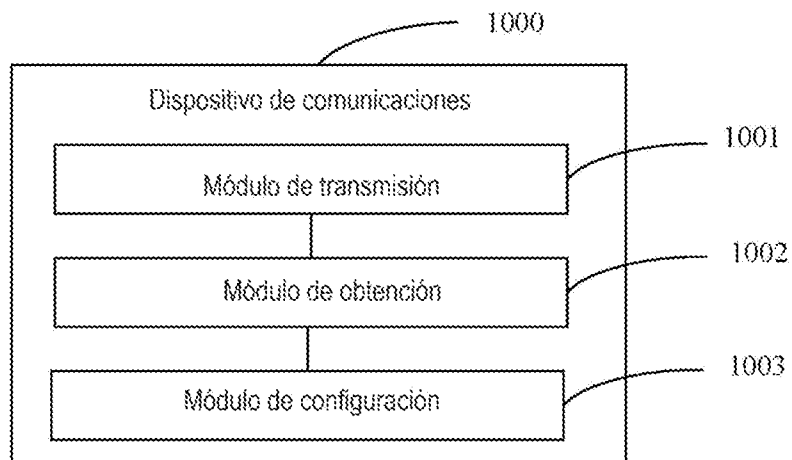 1000
Dispositivo de comunicaciones
1001
Módulo de transmisión
1002
Módulo de obtención
1003
Módulo de configuración